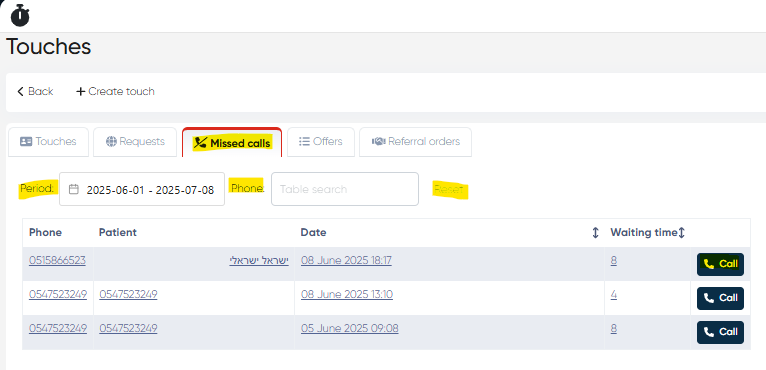 Touches
Back Create touch
Touches Requests Missed calls Offers Referral orders
Period: 2025-06-01 - 2025-07-08 Phone: Table search Reset
Phone Patient Date Waiting time
0515866523 ישראל ישראלי 08 June 2025 18:17 8 Call
0547523249 0547523249 08 June 2025 13:10 4 Call
0547523249 0547523249 05 June 2025 09:08 8 Call